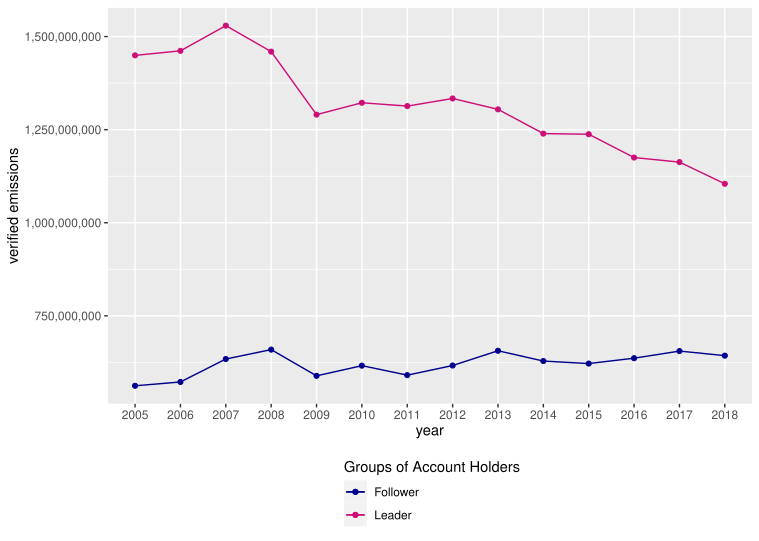 1,500,000,000
1,250,000,000
1,000,000,000
750,000,000
verified emissions
2005 2006 2007 2008 2009 2010 2011 2012 2013 2014 2015 2016 2017 2018
year
Groups of Account Holders
Follower
Leader